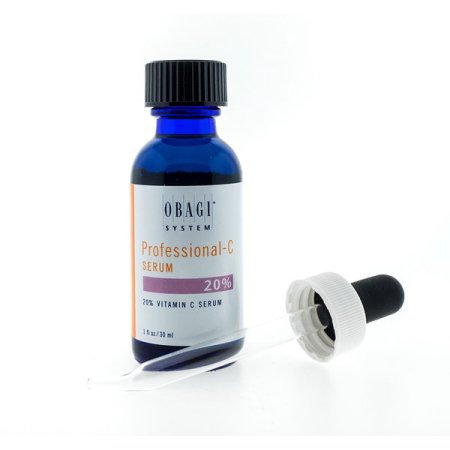 OBAGI
SYSTEM
Professional-C
SERUM
20%
20% VITAMIN C SERUM
1 fl oz/30 ml